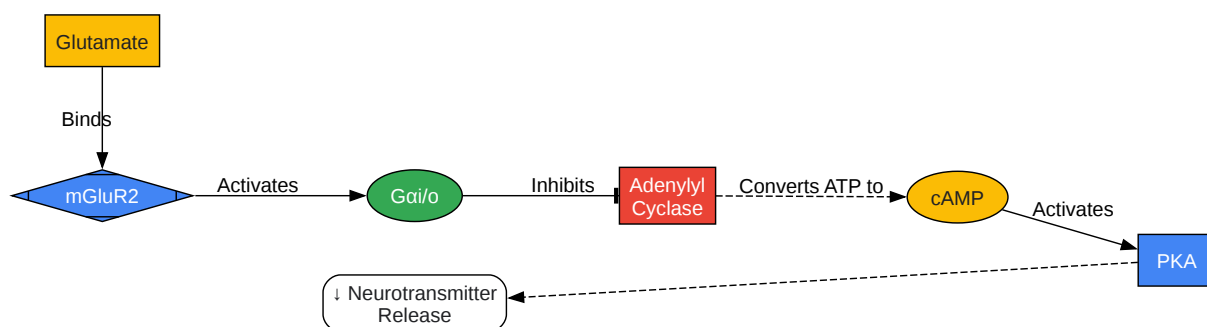 Glutamate
Binds
mGluR2
Activates
Gαi/o
Inhibits
Adenylyl
Cyclase
Converts ATP to
cAMP
Activates
PKA
↓ Neurotransmitter
Release